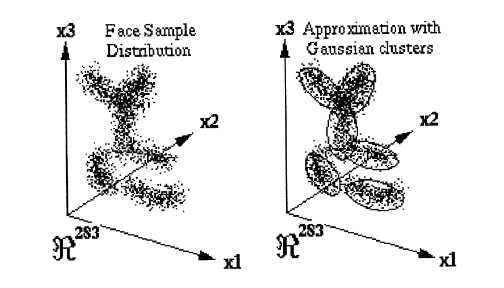 x3
Face Sample
Distribution
x2
ℜ283
x1
x3
Approximation with
Gaussian clusters
x2
ℜ283
x1